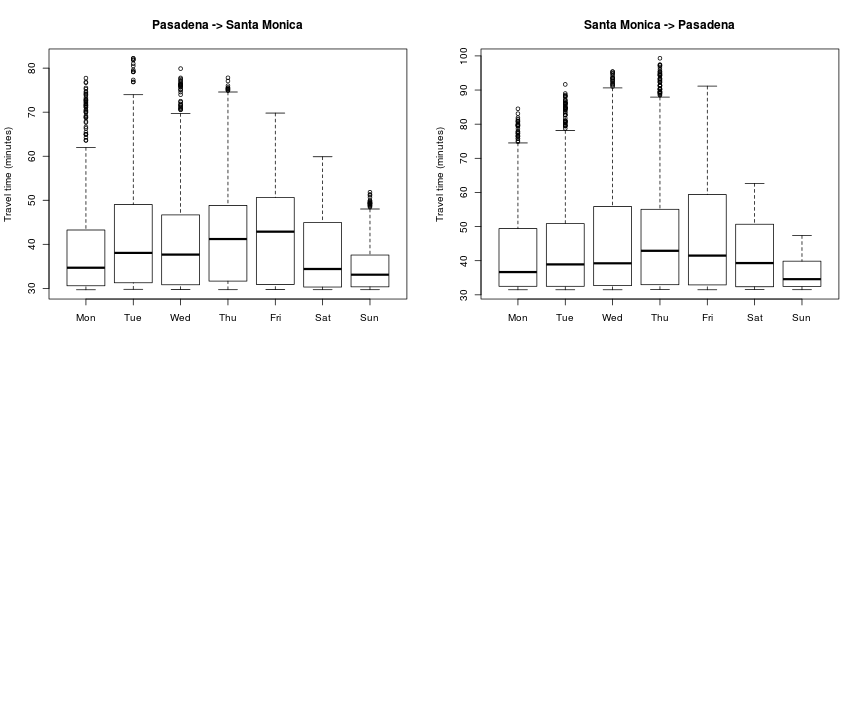 Pasadena -> Santa Monica
Travel time (minutes)
80
70
60
50
40
30
Mon Tue Wed Thu Fri Sat Sun
Santa Monica -> Pasadena
Travel time (minutes)
100
90
80
70
60
50
40
30
Mon Tue Wed Thu Fri Sat Sun